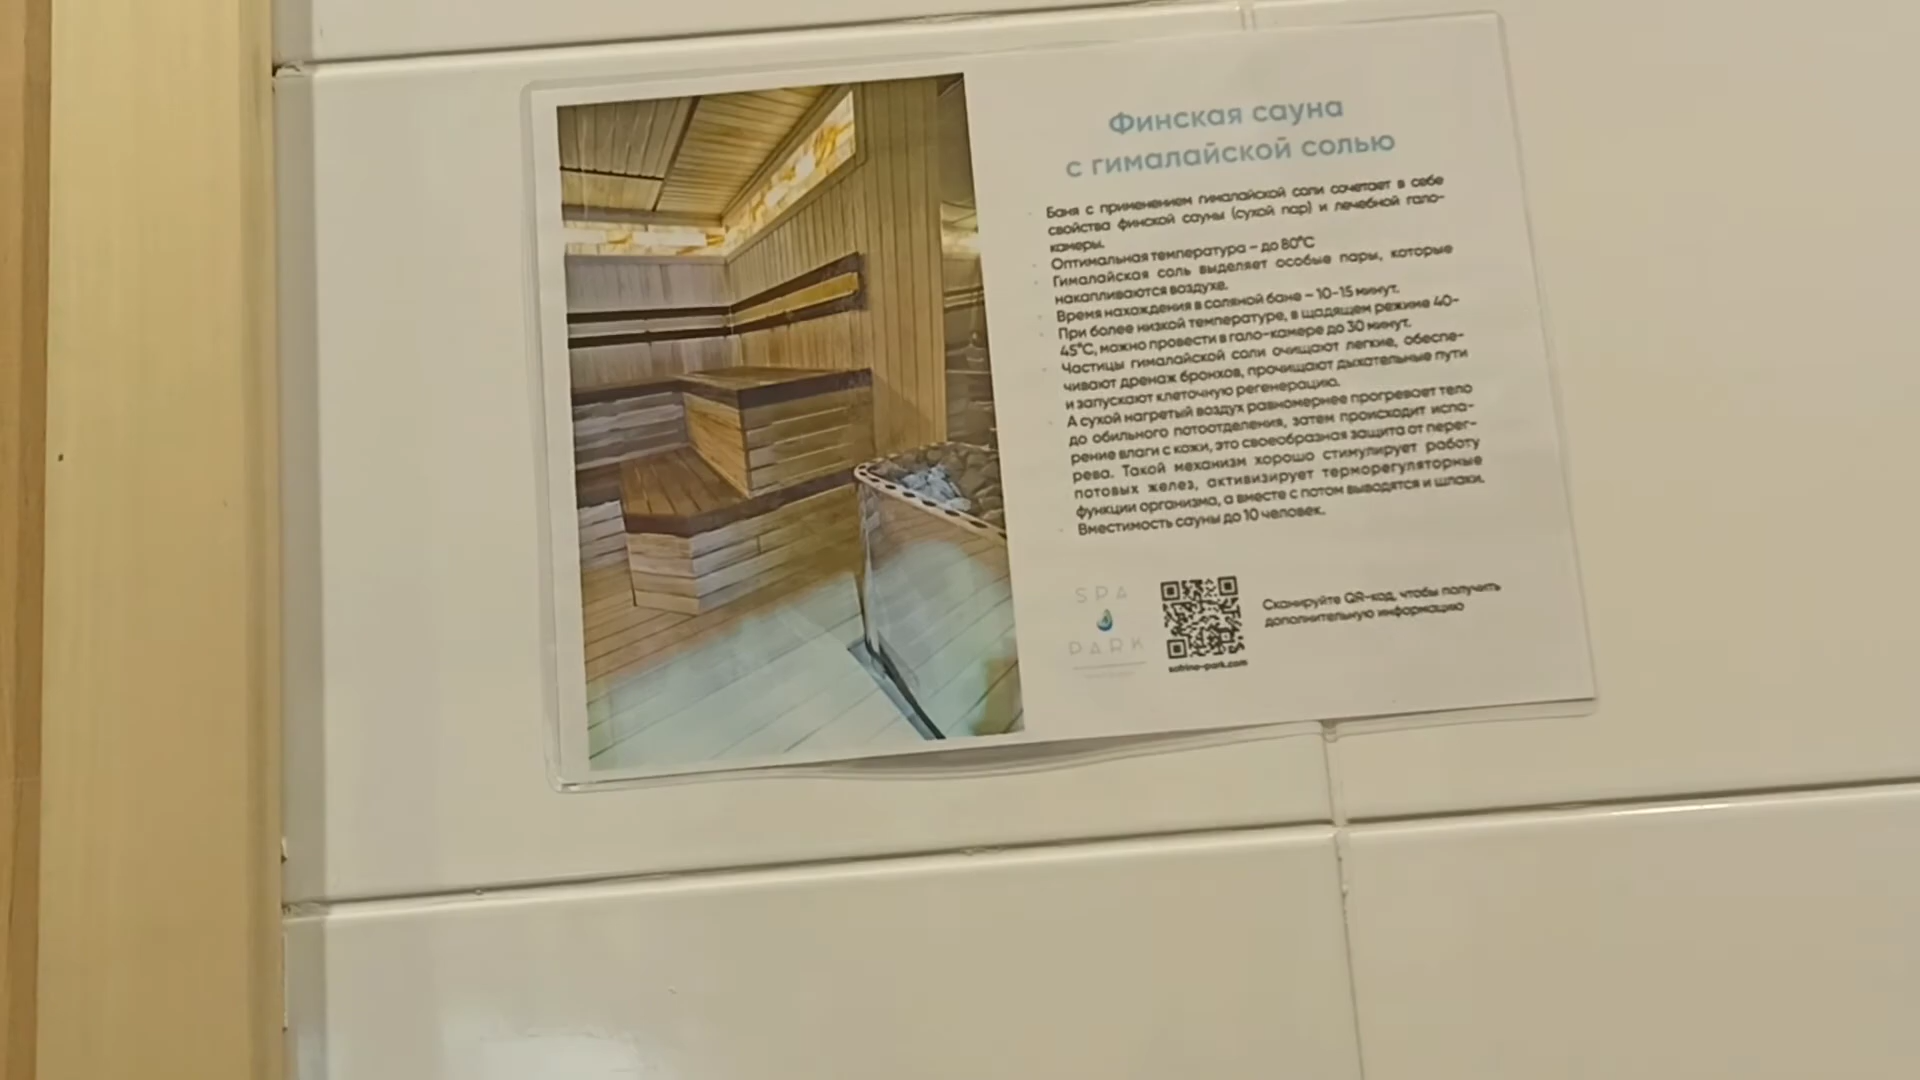 Финская сауна
с гималайской солью
Баня с применением гималайской соли сочетает в себе
свойства финской сауны (сухой пар) и лечебной гало-
камеры.
Оптимальная температура – до 80°C
Гималайская соль выделяет особые пары, которые
накапливаются воздухе.
Время нахождения в соляной бане – 10-15 минут.
При более низкой температуре, в щадящем режиме 40-
45°C, можно провести в гало-камере до 30 минут.
Частицы гималайской соли очищают легкие, обеспе-
чивают дренаж бронхов, прочищают дыхательные пути
и запускают клеточную регенерацию.
А сухой нагретый воздух равномернее прогревает тело
до обильного потоотделения, затем происходит испа-
рение влаги с кожи, это своеобразная защита от перег-
рева. Такой механизм хорошо стимулирует работу
потовых желез, активизирует терморегуляторные
функции организма, а вместе с потом выводятся и шлаки.
Вместимость сауны до 10 человек.
SPA
PARK
sofrino-park.com
Сканируйте QR-код, чтобы получить
дополнительную информацию